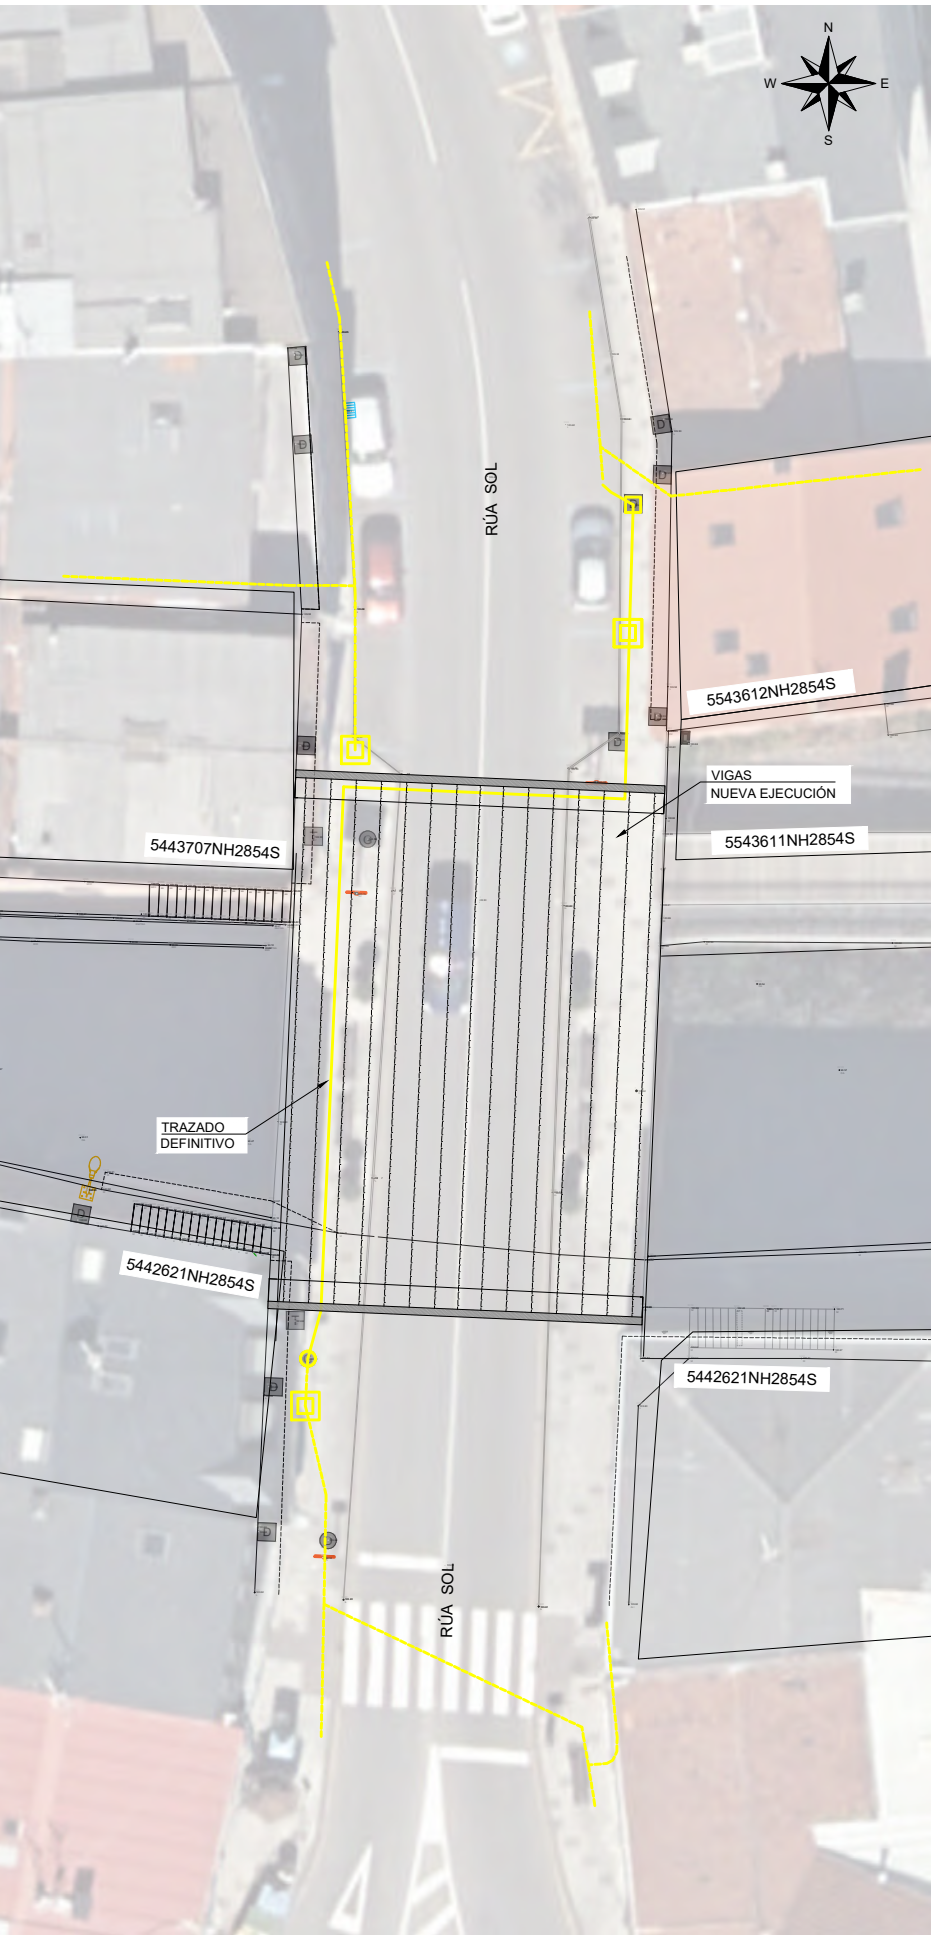 N
W
E
S
RÚA SOL
5543612NH2854S
VIGAS
NUEVA EJECUCIÓN
5543611NH2854S
5443707NH2854S
TRAZADO
DEFINITIVO
5442621NH2854S
5442621NH2854S
RÚA SOL